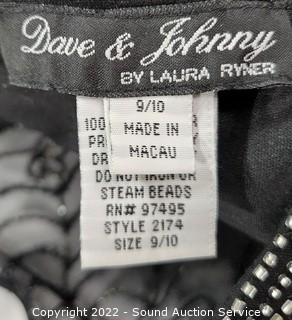 Dave & Johnny
BY LAURA RYNER
9/10
MADE IN
MACAU
100
PR
DR
DO NOT IRON OR
STEAM BEADS
RN# 97495
STYLE 2174
SIZE 9/10
Copyright 2022 - Sound Auction Service